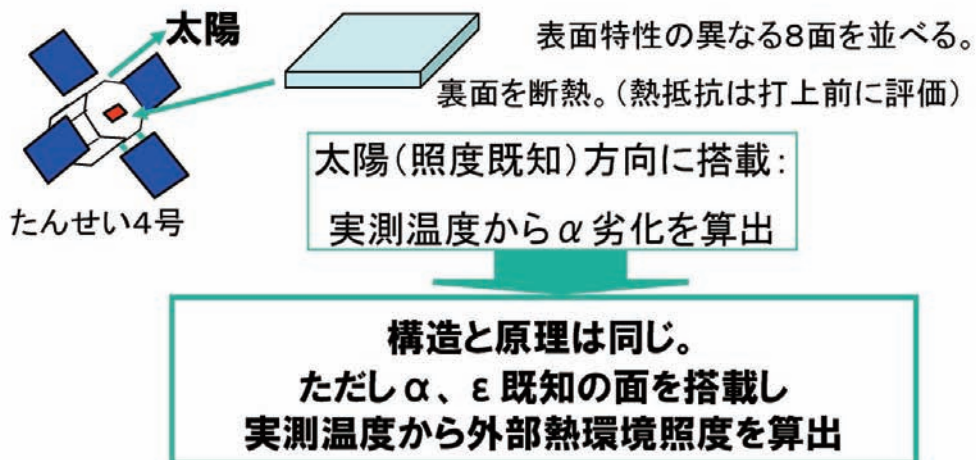 太陽
表面特性の異なる8面を並べる。
裏面を断熱。(熱抵抗は打上前に評価)
たんせい4号
太陽(照度既知)方向に搭載:
実測温度からα劣化を算出
構造と原理は同じ。
ただしα、ε既知の面を搭載し
実測温度から外部熱環境照度を算出